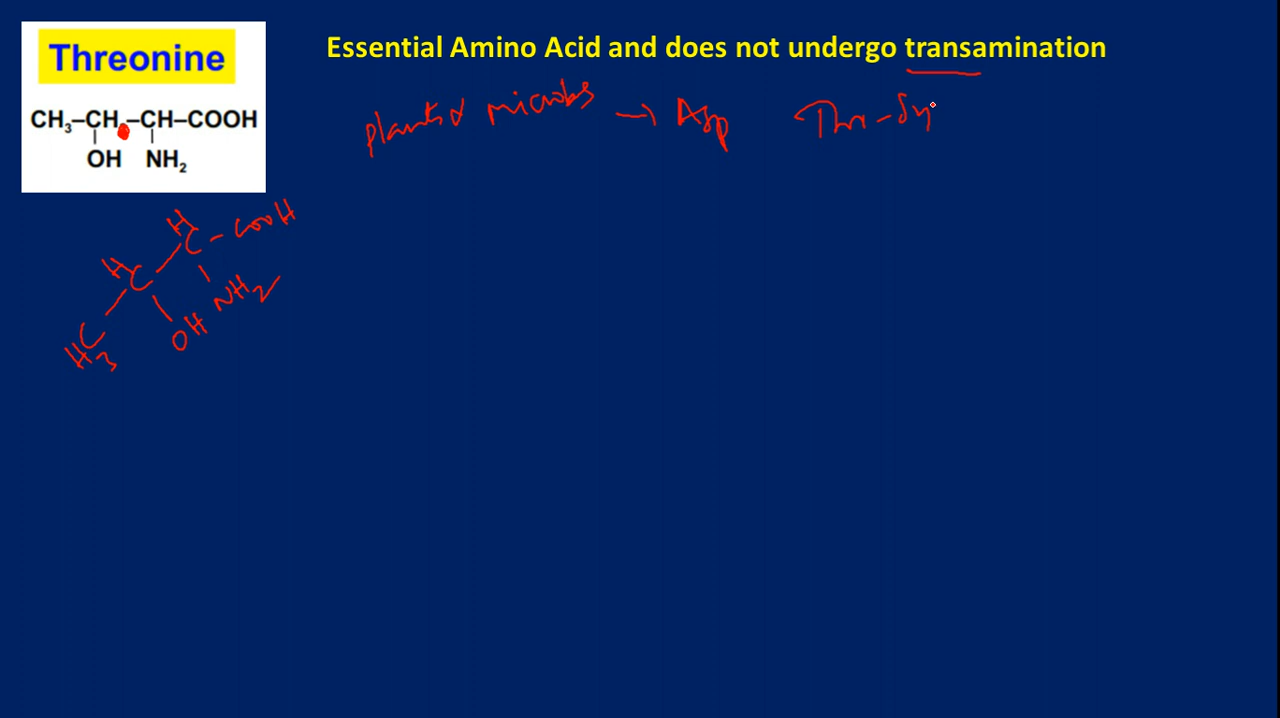 Threonine
Essential Amino Acid and does not undergo transamination
CH3–CH–CH–COOH
OH NH2
plants & microbes → Asp Thr-Sy
H
C - COOH
H
C
NH2
OH
C
H3